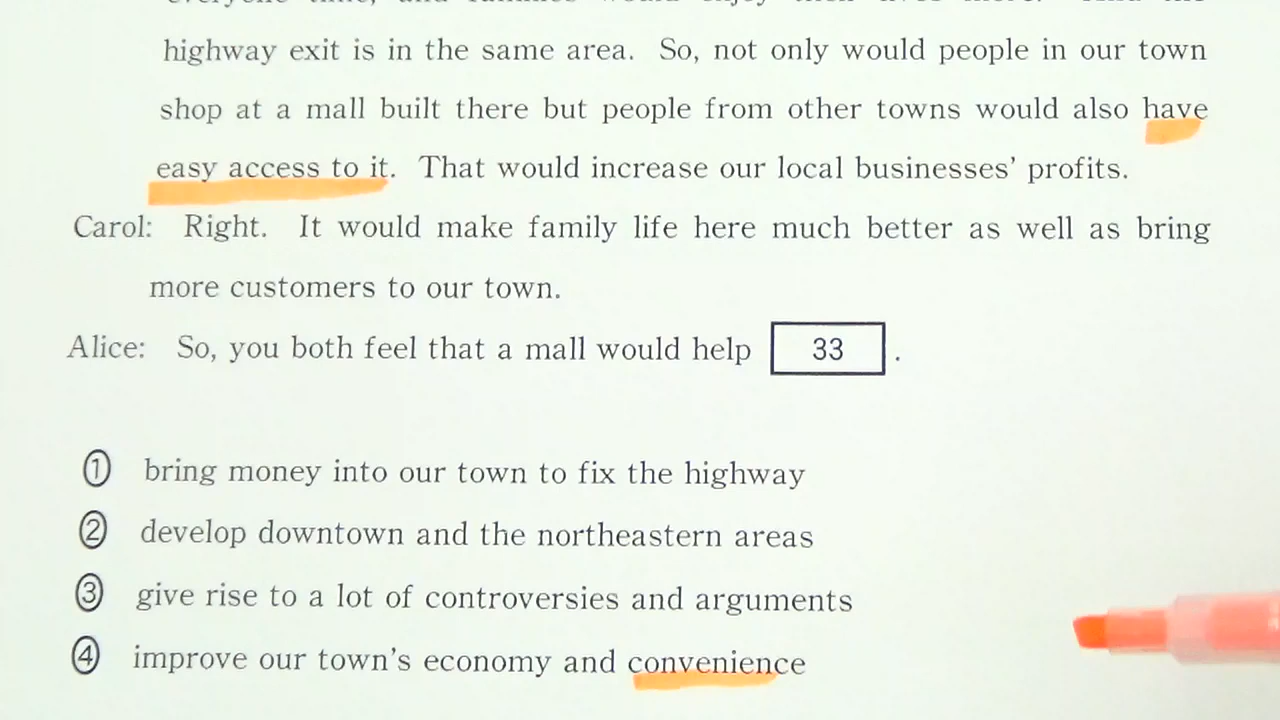 highway exit is in the same area. So, not only would people in our town
shop at a mall built there but people from other towns would also have
easy access to it. That would increase our local businesses' profits.
Carol: Right. It would make family life here much better as well as bring
more customers to our town.
Alice: So, you both feel that a mall would help 33 .
① bring money into our town to fix the highway
② develop downtown and the northeastern areas
③ give rise to a lot of controversies and arguments
④ improve our town's economy and convenience